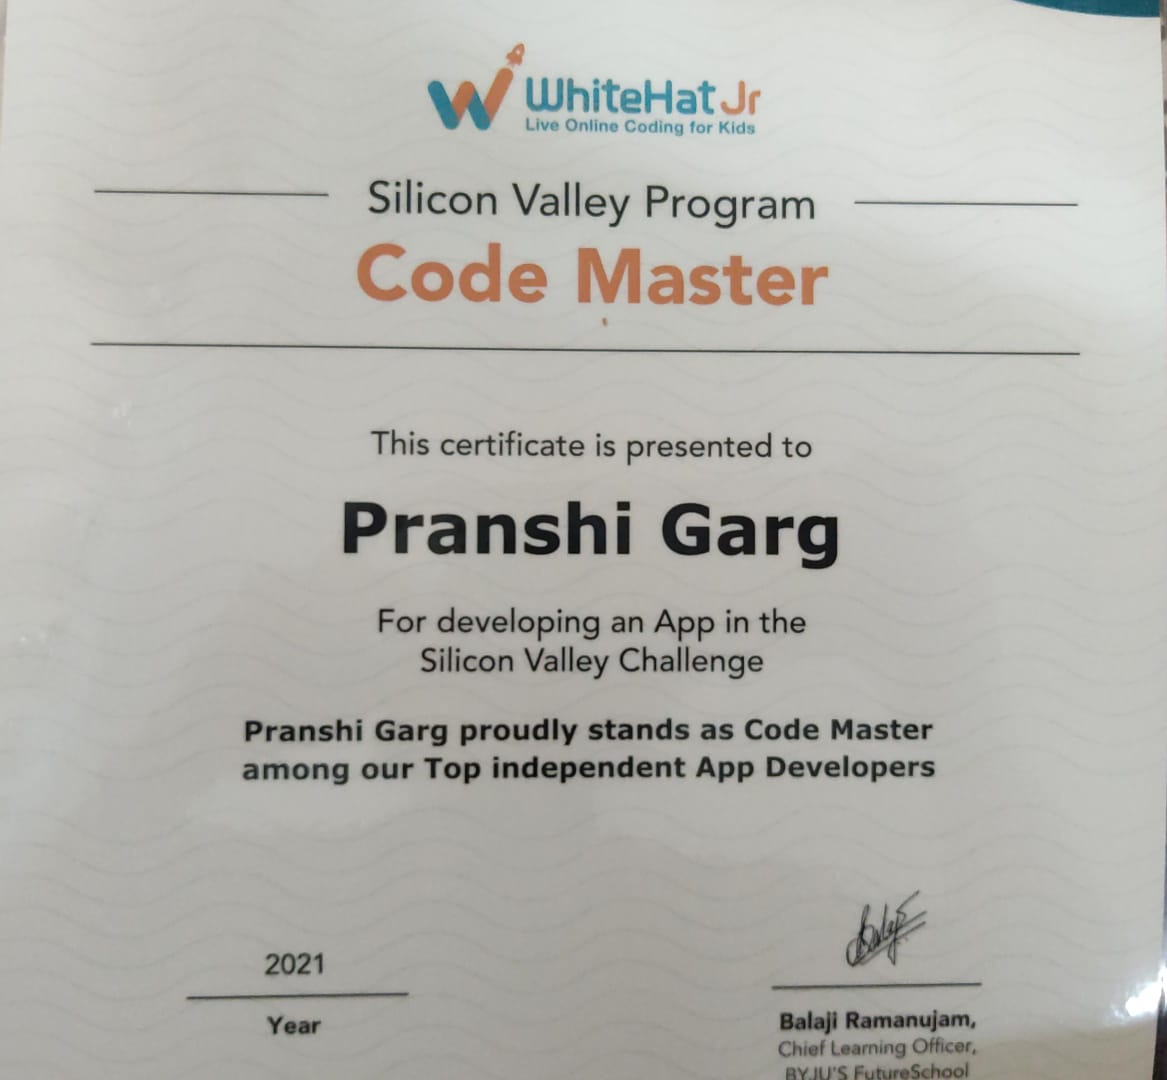 WhiteHat Jr
Live Online Coding for Kids
Silicon Valley Program
Code Master
This certificate is presented to
Pranshi Garg
For developing an App in the
Silicon Valley Challenge
Pranshi Garg proudly stands as Code Master
among our Top independent App Developers
2021
Year
Balaji
Balaji Ramanujam,
Chief Learning Officer,
BYJU'S FutureSchool